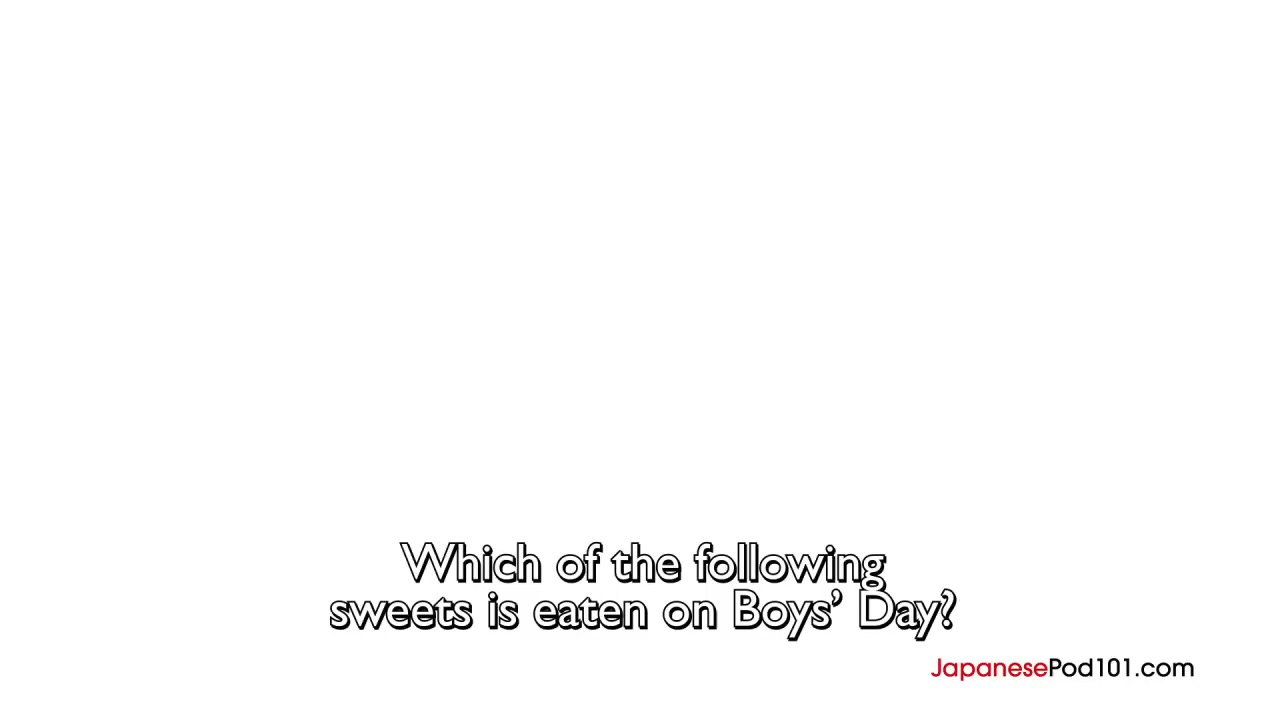 Which of the following
sweets is eaten on Boys’ Day?
JapanesePod101.com